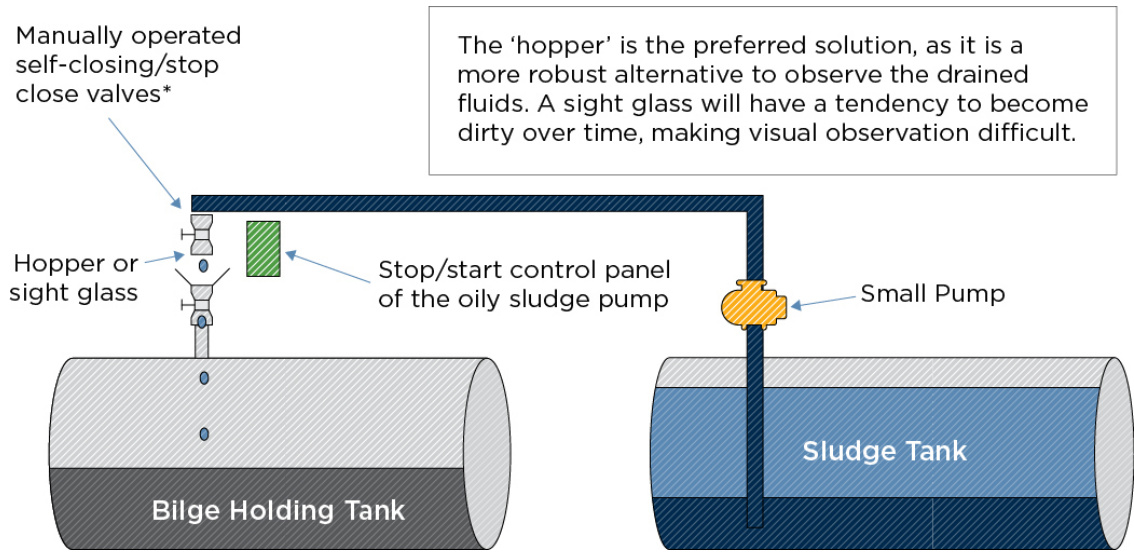 Manually operated
self-closing/stop
close valves*
The ‘hopper’ is the preferred solution, as it is a
more robust alternative to observe the drained
fluids. A sight glass will have a tendency to become
dirty over time, making visual observation difficult.
Hopper or
sight glass
Stop/start control panel
of the oily sludge pump
Small Pump
Bilge Holding Tank
Sludge Tank